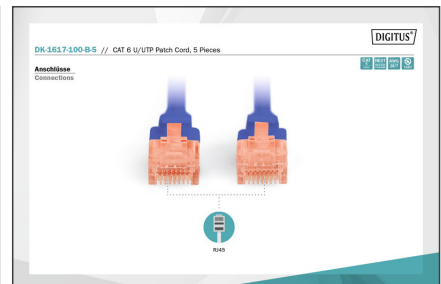 DIGITUS®
DK-1617-100-B-5 // CAT 6 U/UTP Patch Cord, 5 Pieces
Anschlüsse
Connections
RJ45